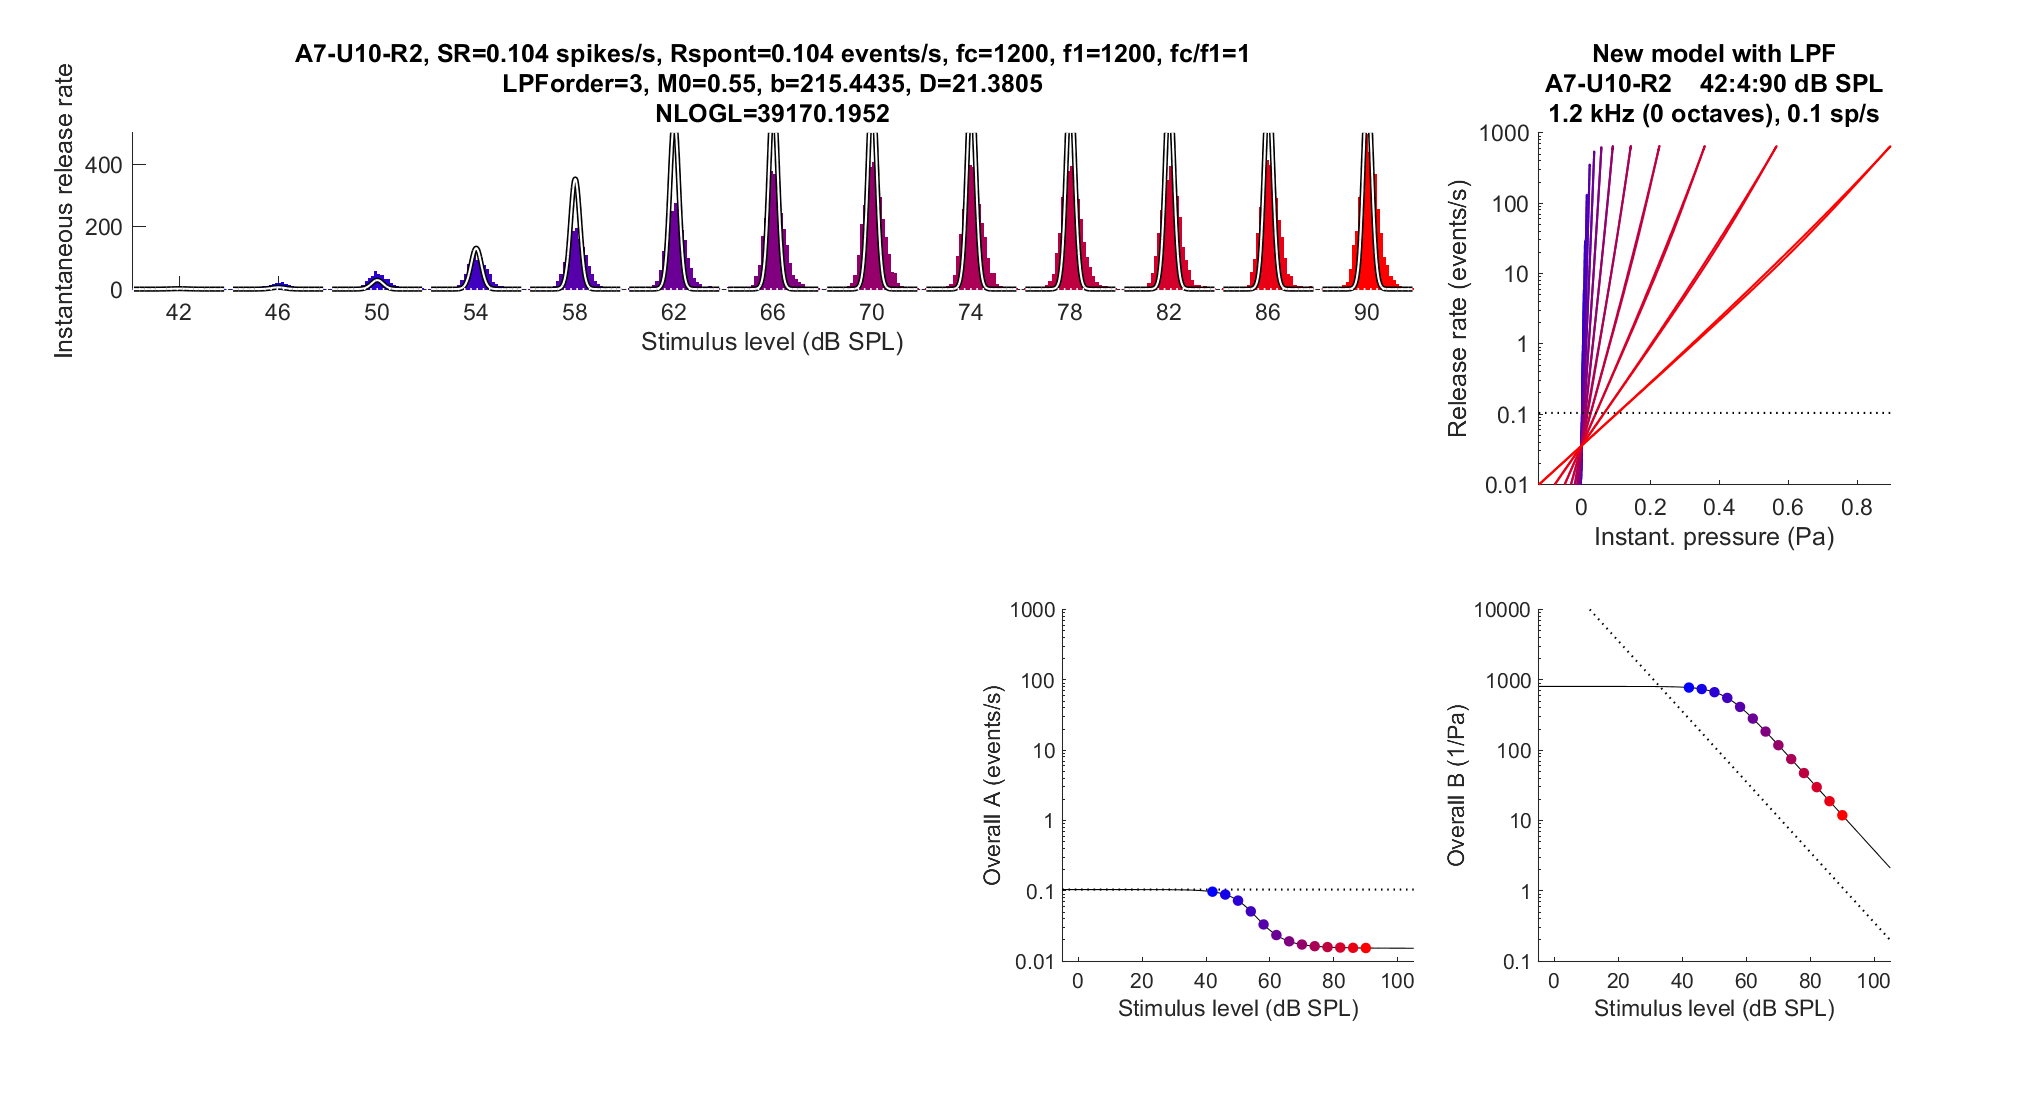 A7-U10-R2, SR=0.104 spikes/s, Rspont=0.104 events/s, fc=1200, f1=1200, fc/f1=1
LPForder=3, M0=0.55, b=215.4435, D=21.3805
NLOGL=39170.1952
Instantaneous release rate
400
200
0
42 46 50 54 58 62 66 70 74 78 82 86 90
Stimulus level (dB SPL)
New model with LPF
A7-U10-R2 42:4:90 dB SPL
1.2 kHz (0 octaves), 0.1 sp/s
Release rate (events/s)
1000
100
10
1
0.1
0.01
0 0.2 0.4 0.6 0.8
Instant. pressure (Pa)
Overall A (events/s)
1000
100
10
1
0.1
0.01
0 20 40 60 80 100
Stimulus level (dB SPL)
Overall B (1/Pa)
10000
1000
100
10
1
0.1
0 20 40 60 80 100
Stimulus level (dB SPL)